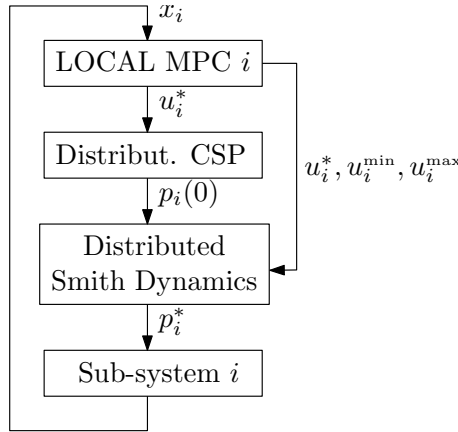 x_i
LOCAL MPC i
u_i^*
Distribut. CSP
u_i^*, u_i^min, u_i^max
p_i(0)
Distributed
Smith Dynamics
p_i^*
Sub-system i